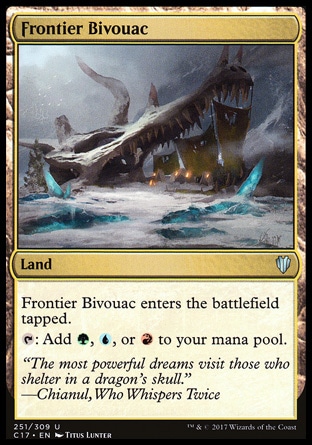 Frontier Bivouac
Land
Frontier Bivouac enters the battlefield
tapped.
: Add , , or to your mana pool.
“The most powerful dreams visit those who
shelter in a dragon’s skull.”
—Chianul, Who Whispers Twice
251/309 U
C17 • EN Titus Lunter
™ & © 2017 Wizards of the Coast